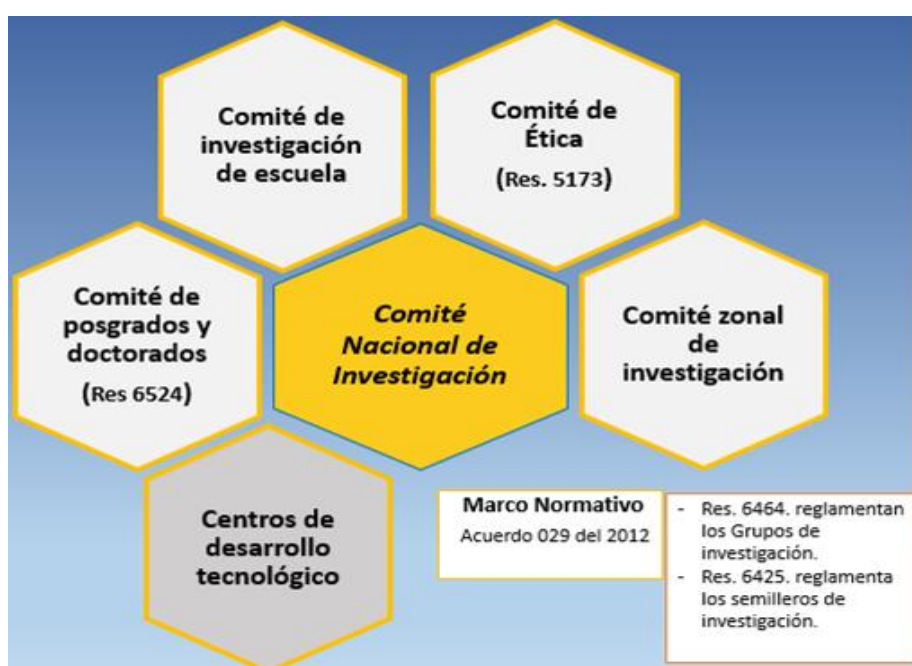 Comité de
investigación
de escuela
Comité de
Ética
(Res. 5173)
Comité de
posgrados y
doctorados
(Res 6524)
Comité
Nacional de
Investigación
Comité zonal
de
investigación
Centros de
desarrollo
tecnológico
Marco Normativo
Acuerdo 029 del 2012
- Res. 6464. reglamentan
los Grupos de
investigación.
- Res. 6425. reglamenta
los semilleros de
investigación.